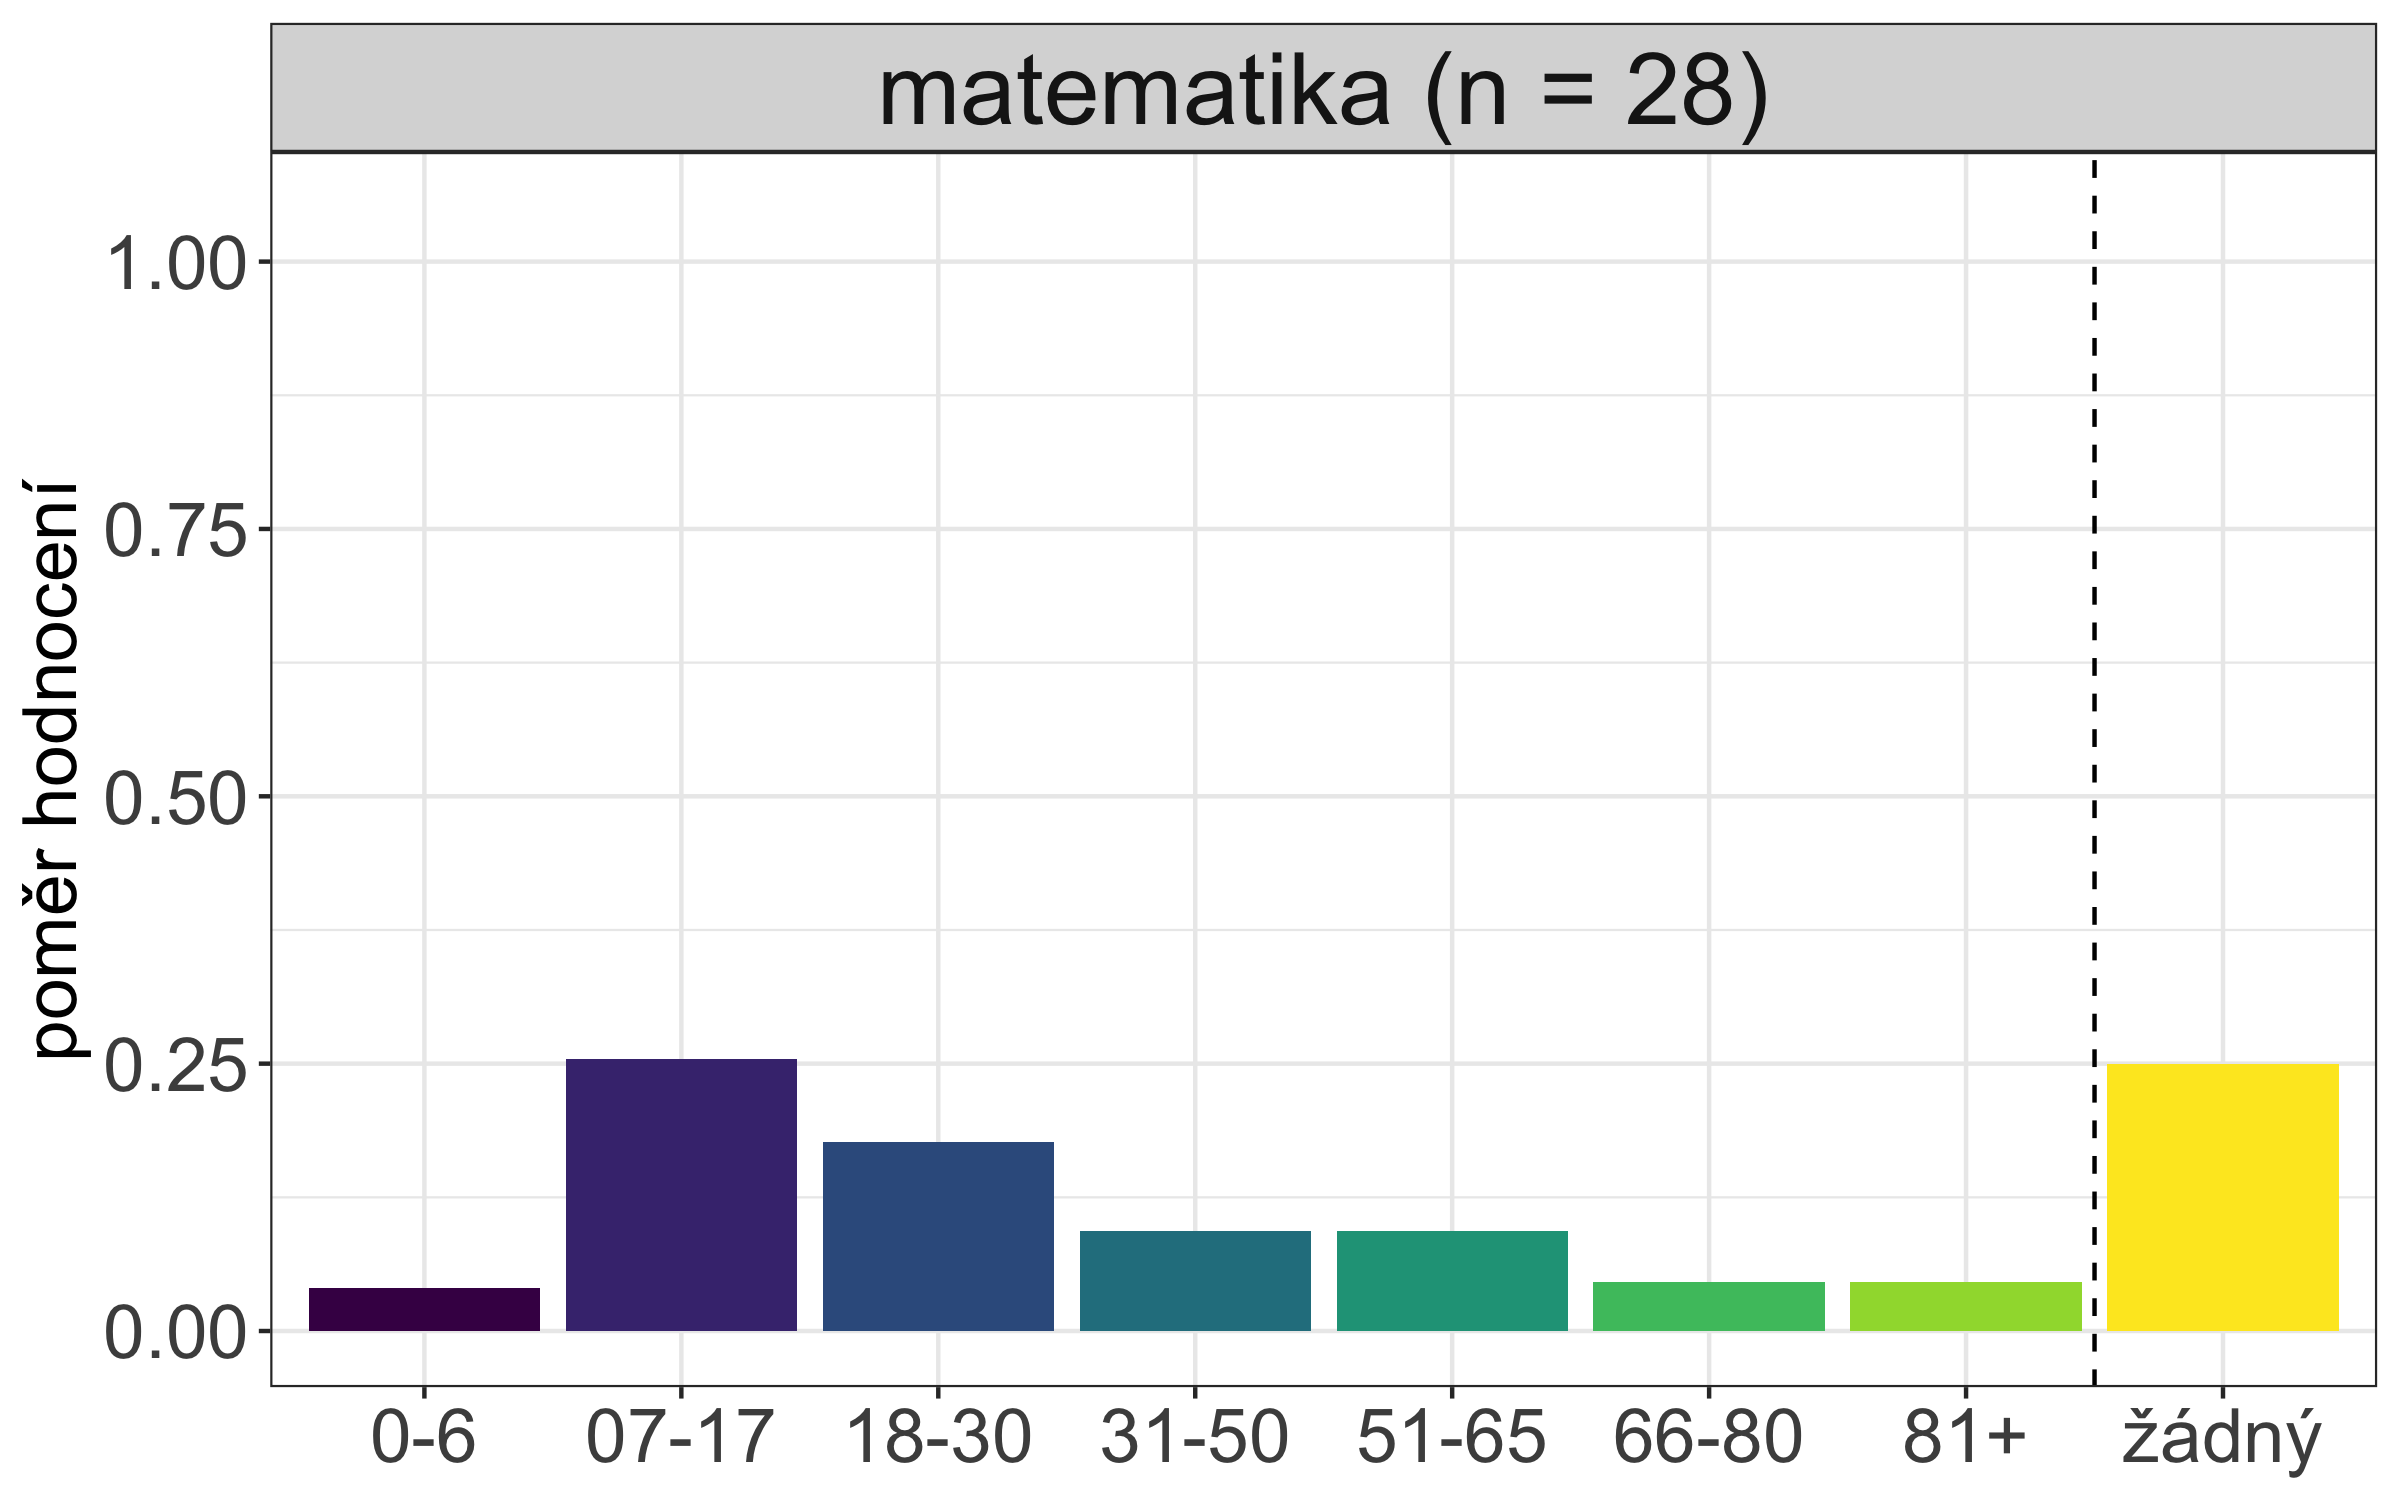 matematika (n = 28)
poměr hodnocení
1.00
0.75
0.50
0.25
0.00
0-6 07-17 18-30 31-50 51-65 66-80 81+ žádný